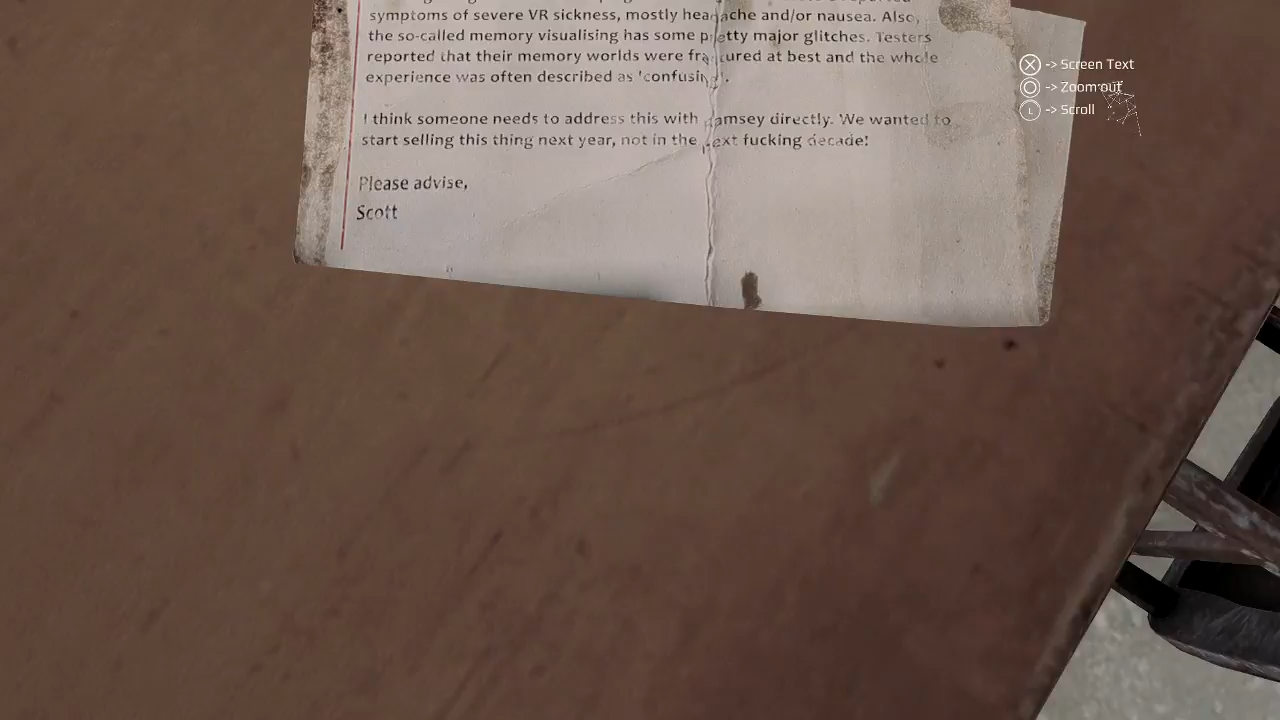 symptoms of severe VR sickness, mostly headache and/or nausea. Also,
the so-called memory visualising has some pretty major glitches. Testers
reported that their memory worlds were fractured at best and the whole
experience was often described as 'confusing'.
I think someone needs to address this with Ramsey directly. We wanted to
start selling this thing next year, not in the next fucking decade!
Please advise,
Scott
-> Screen Text
-> Zoom out
L -> Scroll